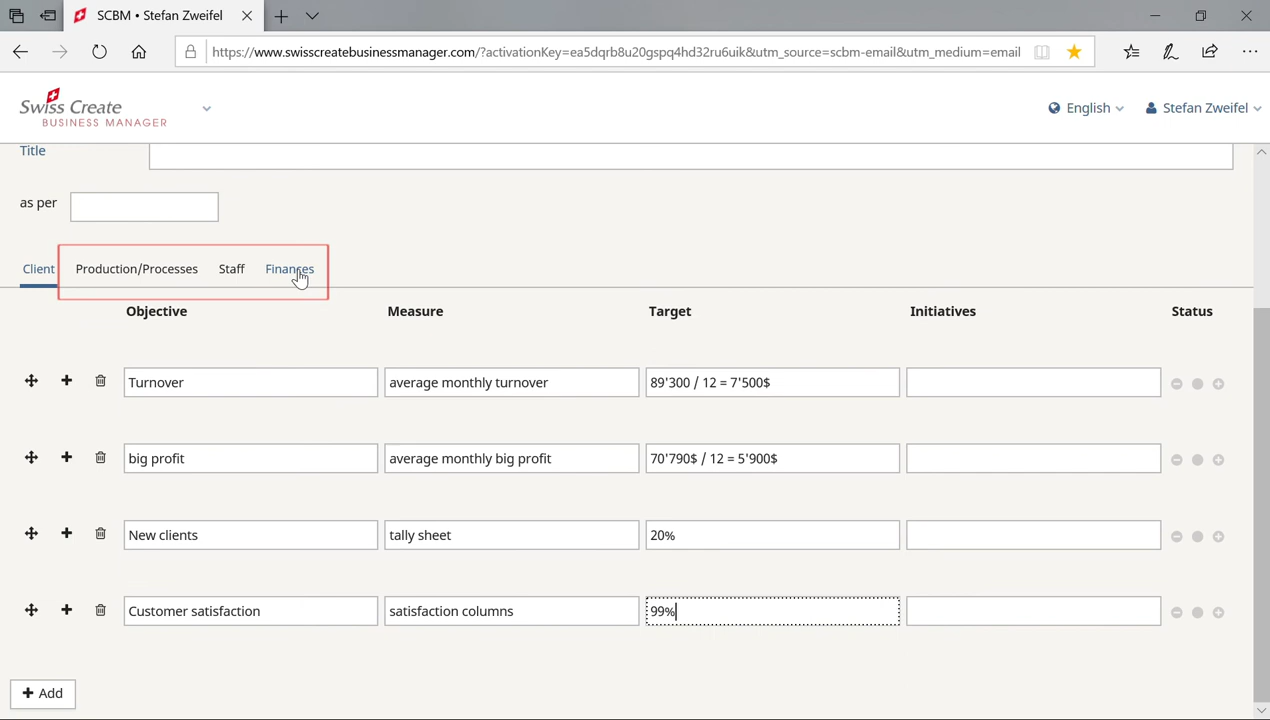 SCBM • Stefan Zweifel
https://www.swisscreatebusinessmanager.com/?activationKey=ea5dqrb8u20gspq4hd32ru6uik&utm_source=scbm-email&utm_medium=email
Swiss Create
BUSINESS MANAGER
English
Stefan Zweifel
Title
as per
Client Production/Processes Staff Finances
Objective Measure Target Initiatives Status
Turnover average monthly turnover 89'300 / 12 = 7'500$
big profit average monthly big profit 70'790$ / 12 = 5'900$
New clients tally sheet 20%
Customer satisfaction satisfaction columns 99%
Add